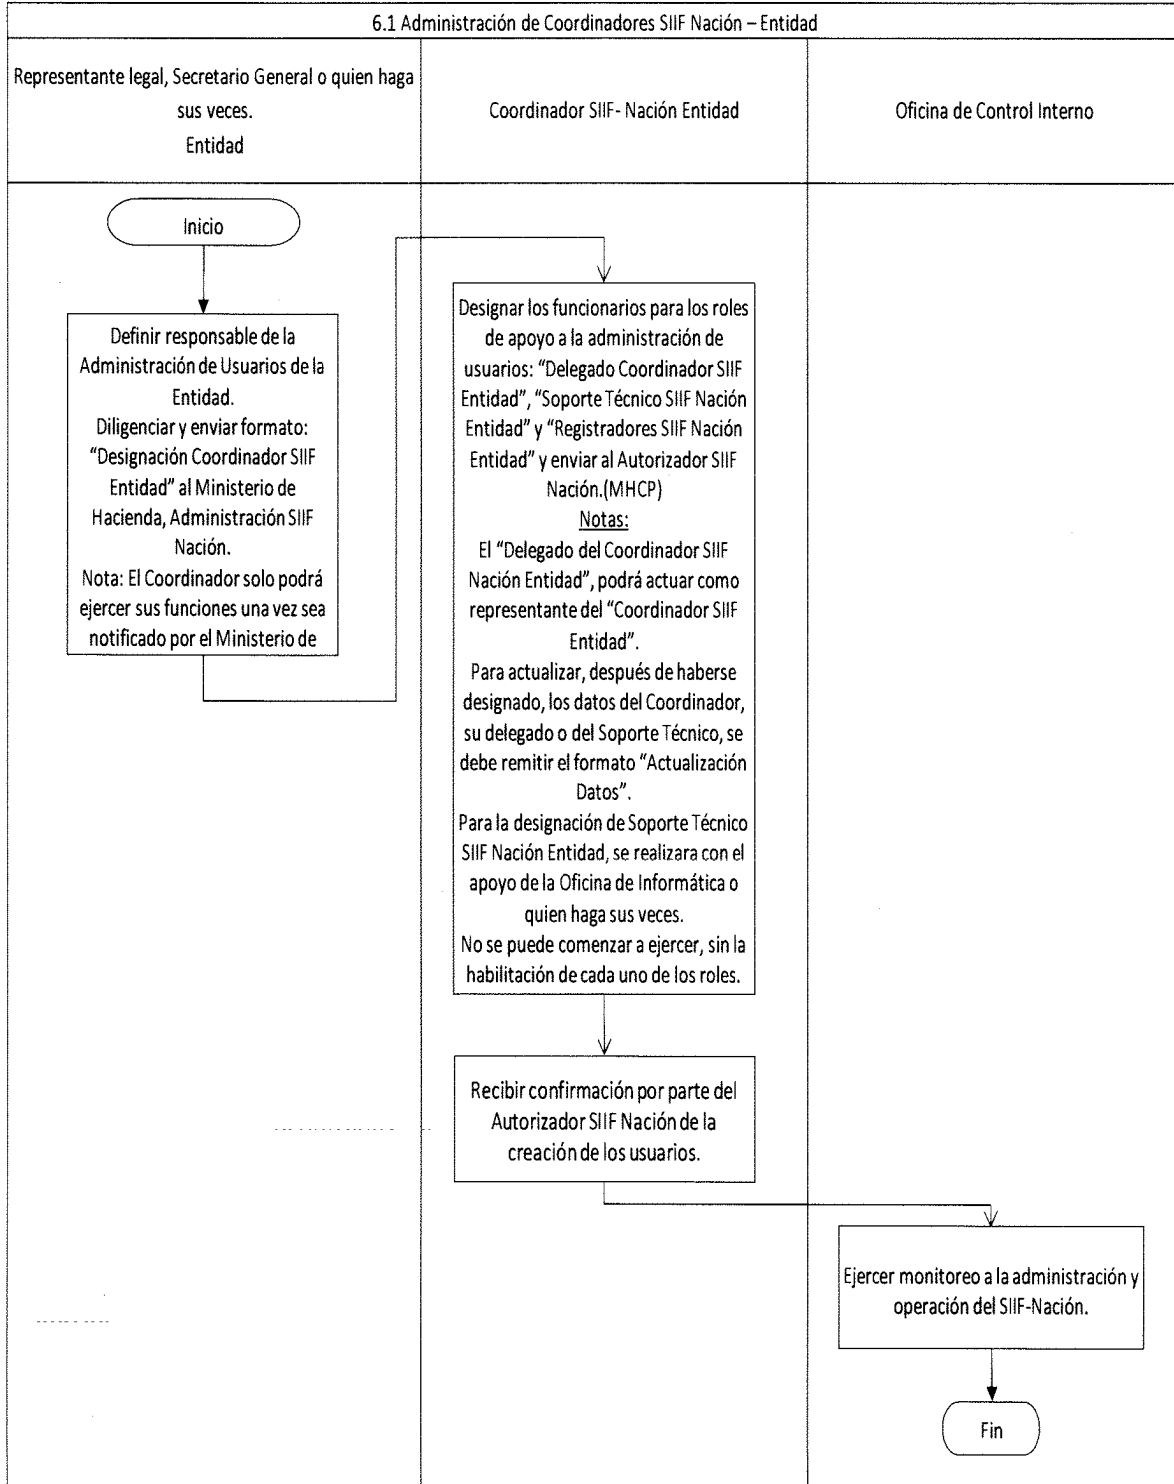 6.1 Administración de Coordinadores SIIF Nación – Entidad
Representante legal, Secretario General o quien haga
sus veces.
Entidad
Coordinador SIIF- Nación Entidad
Oficina de Control Interno
Inicio
Definir responsable de la
Administración de Usuarios de la
Entidad.
Diligenciar y enviar formato:
“Designación Coordinador SIIF
Entidad” al Ministerio de
Hacienda, Administración SIIF
Nación.
Nota: El Coordinador solo podrá
ejercer sus funciones una vez sea
notificado por el Ministerio de
Designar los funcionarios para los roles
de apoyo a la administración de
usuarios: “Delegado Coordinador SIIF
Entidad”, “Soporte Técnico SIIF Nación
Entidad” y “Registradores SIIF Nación
Entidad” y enviar al Autorizador SIIF
Nación.(MHCP)
Notas:
El “Delegado del Coordinador SIIF
Nación Entidad”, podrá actuar como
representante del “Coordinador SIIF
Entidad”.
Para actualizar, después de haberse
designado, los datos del Coordinador,
su delegado o del Soporte Técnico, se
debe remitir el formato “Actualización
Datos”.
Para la designación de Soporte Técnico
SIIF Nación Entidad, se realizara con el
apoyo de la Oficina de Informática o
quien haga sus veces.
No se puede comenzar a ejercer, sin la
habilitación de cada uno de los roles.
Recibir confirmación por parte del
Autorizador SIIF Nación de la
creación de los usuarios.
Ejercer monitoreo a la administración y
operación del SIIF-Nación.
Fin